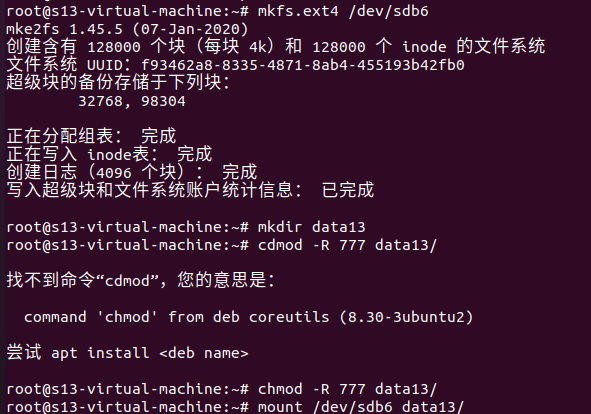 root@s13-virtual-machine:~# mkfs.ext4 /dev/sdb6
mke2fs 1.45.5 (07-Jan-2020)
创建含有 128000 个块（每块 4k）和 128000 个 inode 的文件系统
文件系统 UUID：f93462a8-8335-4871-8ab4-455193b42fb0
超级块的备份存储于下列块：
        32768, 98304

正在分配组表： 完成
正在写入 inode表： 完成
创建日志（4096 个块）： 完成
写入超级块和文件系统账户统计信息： 已完成

root@s13-virtual-machine:~# mkdir data13
root@s13-virtual-machine:~# cdmod -R 777 data13/

找不到命令“cdmod”，您的意思是：

  command 'chmod' from deb coreutils (8.30-3ubuntu2)

尝试 apt install <deb name>

root@s13-virtual-machine:~# chmod -R 777 data13/
root@s13-virtual-machine:~# mount /dev/sdb6 data13/